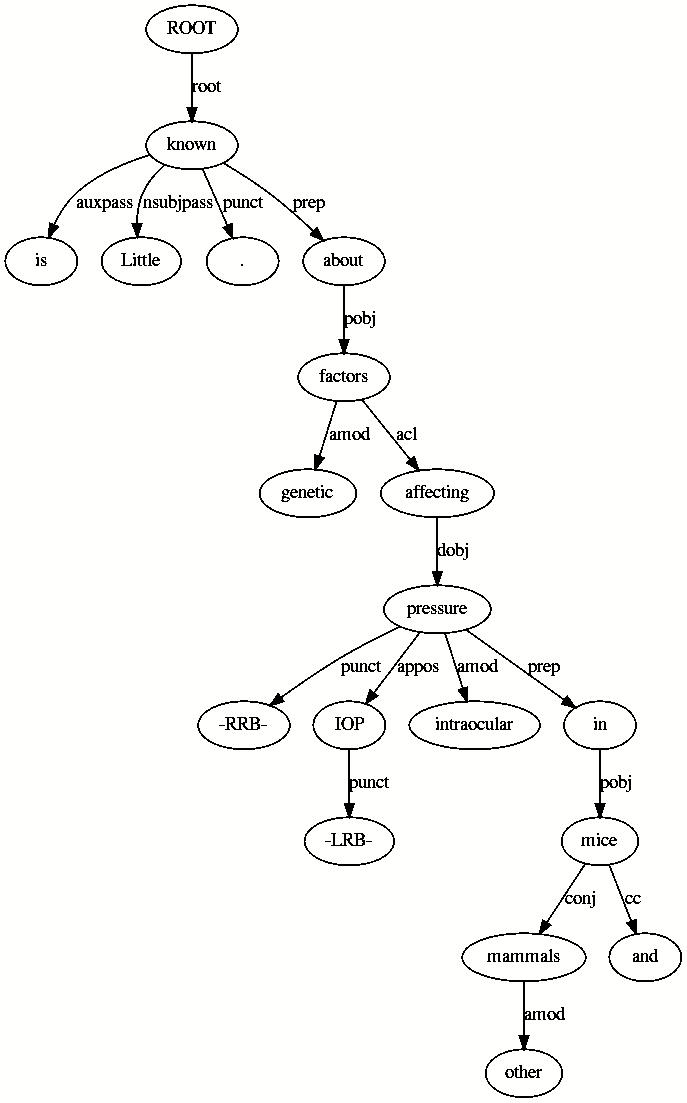 ROOT
root
known
auxpass nsubjpass punct prep
is Little . about
pobj
factors
amod acl
genetic affecting
dobj
pressure
punct appos amod prep
-RRB- IOP intraocular in
punct pobj
-LRB- mice
conj cc
mammals and
amod
other